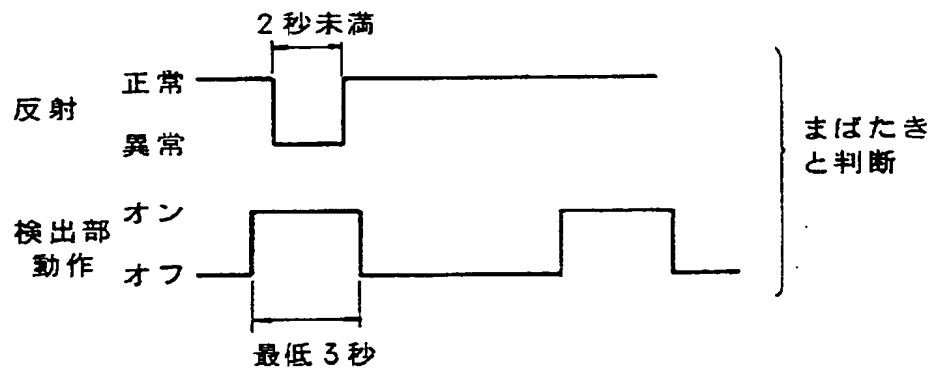 2秒未満
反射
正常
異常
まばたき
と判断
検出部
動作
オン
オフ
最低3秒